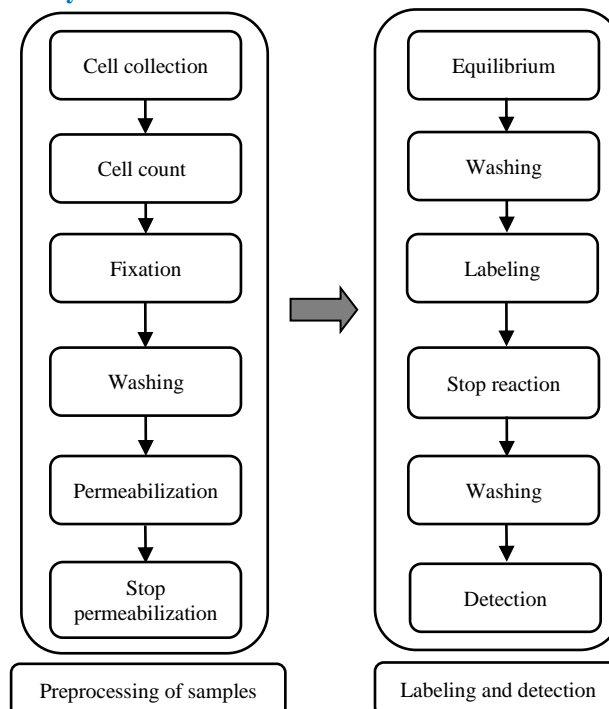 Cell collection
Cell count
Fixation
Washing
Permeabilization
Stop
permeabilization
Preprocessing of samples
Equilibrium
Washing
Labeling
Stop reaction
Washing
Detection
Labeling and detection